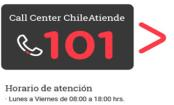 Call Center ChileAtiende
101
Horario de atención
· Lunes a Viernes de 08:00 a 18:00 hrs.